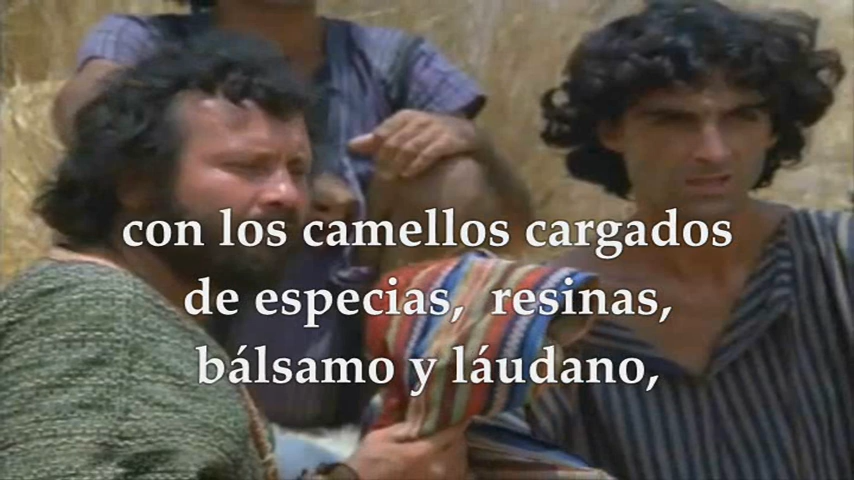 con los camellos cargados
de especias,  resinas,
bálsamo y láudano,